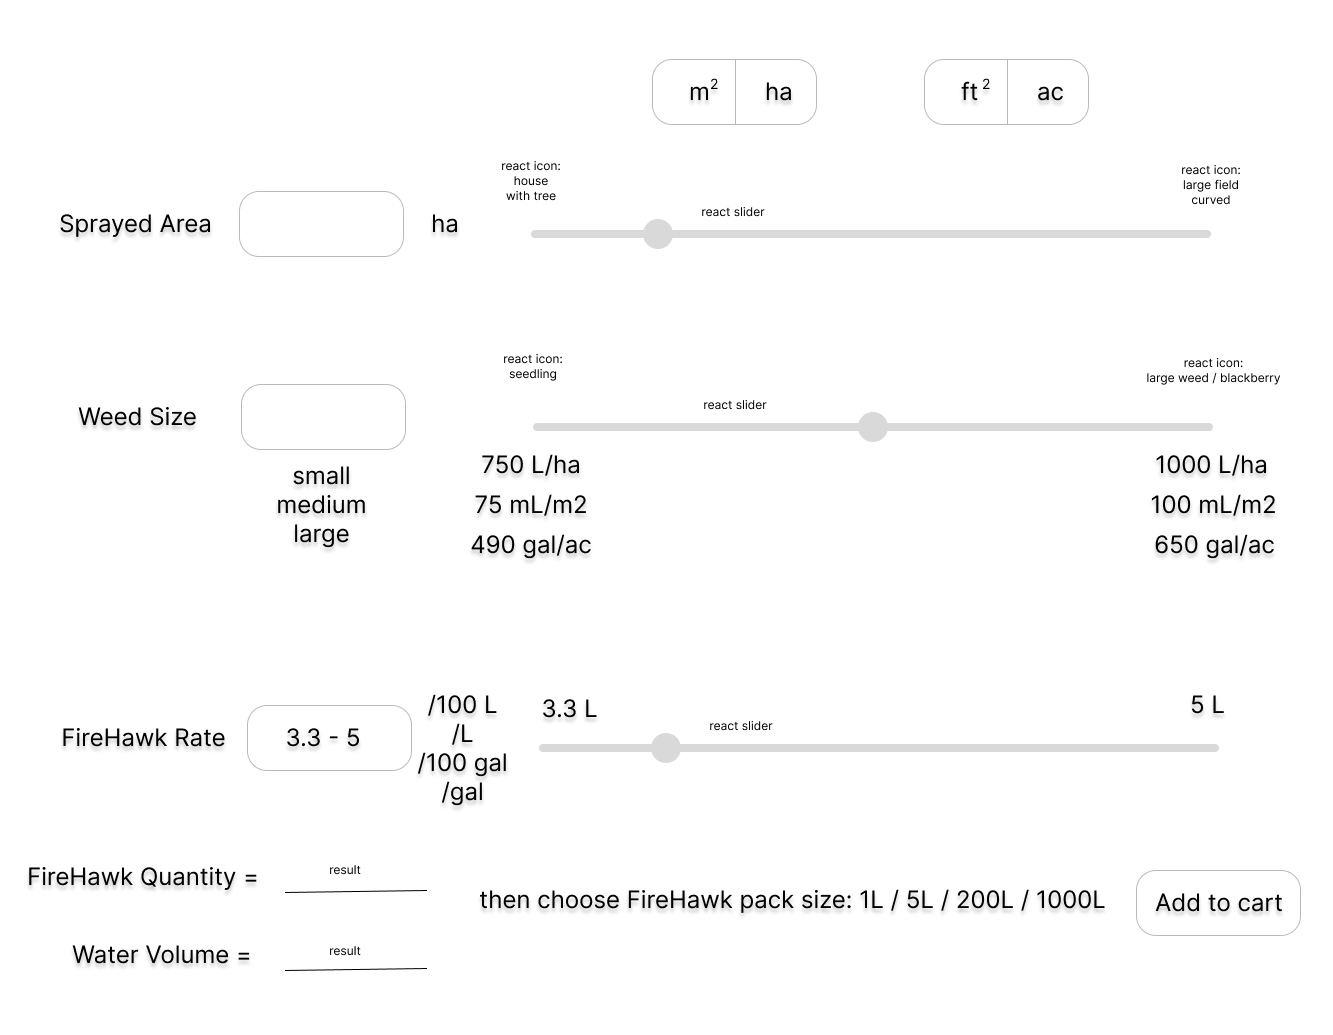 m² ha
ft² ac
react icon:
house
with tree
react icon:
large field
curved
Sprayed Area
ha
react slider
react icon:
seedling
react icon:
large weed / blackberry
Weed Size
react slider
small
medium
large
750 L/ha
75 mL/m2
490 gal/ac
1000 L/ha
100 mL/m2
650 gal/ac
FireHawk Rate
3.3 - 5
/100 L
/L
/100 gal
/gal
3.3 L
react slider
5 L
FireHawk Quantity =
result
then choose FireHawk pack size: 1L / 5L / 200L / 1000L
Add to cart
Water Volume =
result